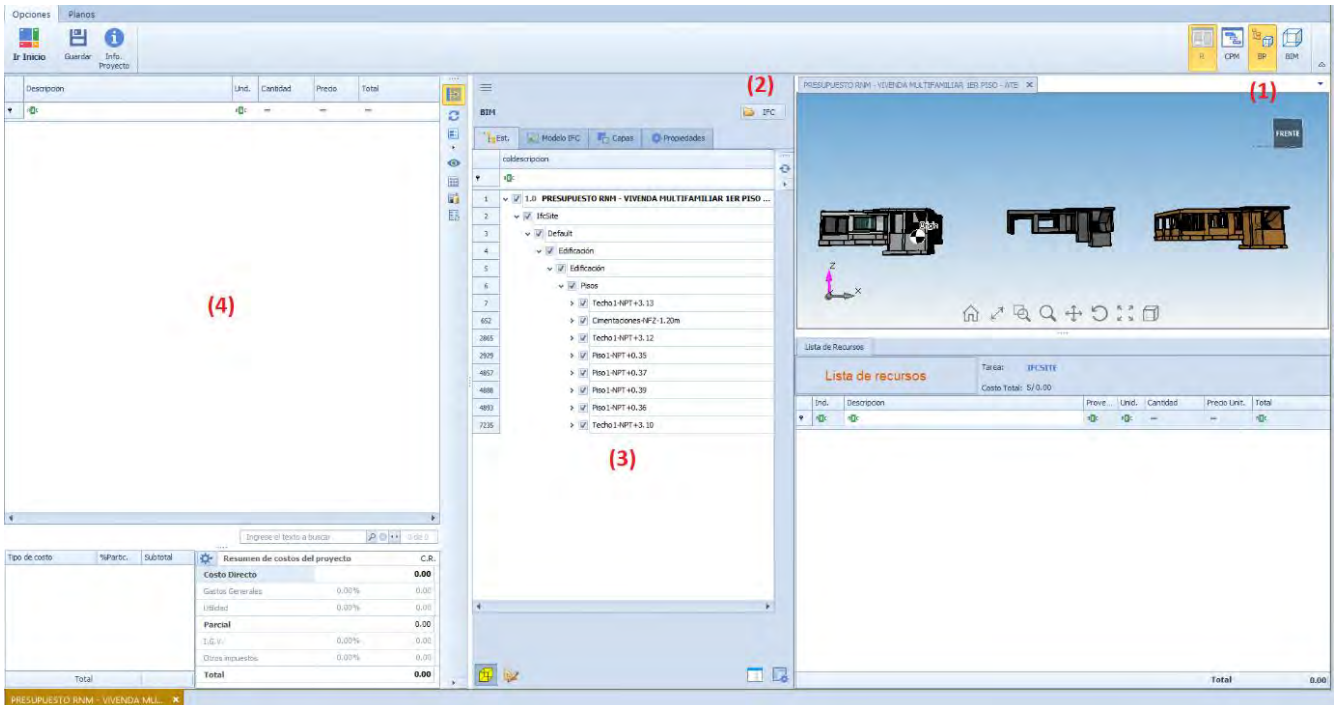 Opciones Planos
Ir Inicio Guardar Info. Proyecto
R CPM BP BIM
Descripcion Und. Cantidad Precio Total
(2)
(1)
BIM IFC
Est. Modelo IFC Capas Propiedades
coldescripcion
1 1.0 PRESUPUESTO RNM - VIVENDA MULTIFAMILIAR 1ER PISO ...
2 IfcSite
3 Default
4 Edificación
5 Edificación
6 Pisos
7 Techo1-NPT+3.13
652 Cimentaciones-NFZ-1.20m
2865 Techo1-NPT+3.12
2929 Piso1-NPT+0.35
4857 Piso1-NPT+0.37
4888 Piso1-NPT+0.39
4893 Piso1-NPT+0.36
7235 Techo1-NPT+3.10
(3)
(4)
PRESUPUESTO RNM - VIVENDA MULTIFAMILIAR 1ER PISO - ATE
FRENTE
Origin
Z
X
Lista de Recursos
Lista de recursos
Tarea: IFCSITE
Costo Total: S/0.00
Ind. Descripcion Prove... Unid. Cantidad Precio Unit. Total
Total 0.00
Ingrese el texto a buscar 0 de 0
Tipo de costo %Partic. Subtotal
Total
Resumen de costos del proyecto C.R.
Costo Directo 0.00
Gastos Generales 0.00% 0.00
Utilidad 0.00% 0.00
Parcial 0.00
I.G.V. 0.00% 0.00
Otros impuestos 0.00% 0.00
Total 0.00
PRESUPUESTO RNM - VIVENDA MUL...